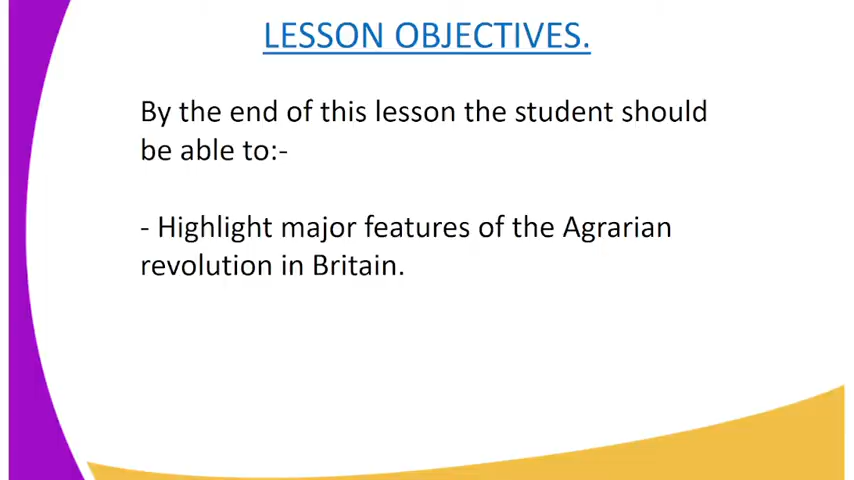 LESSON OBJECTIVES.
By the end of this lesson the student should
be able to:-
- Highlight major features of the Agrarian
revolution in Britain.